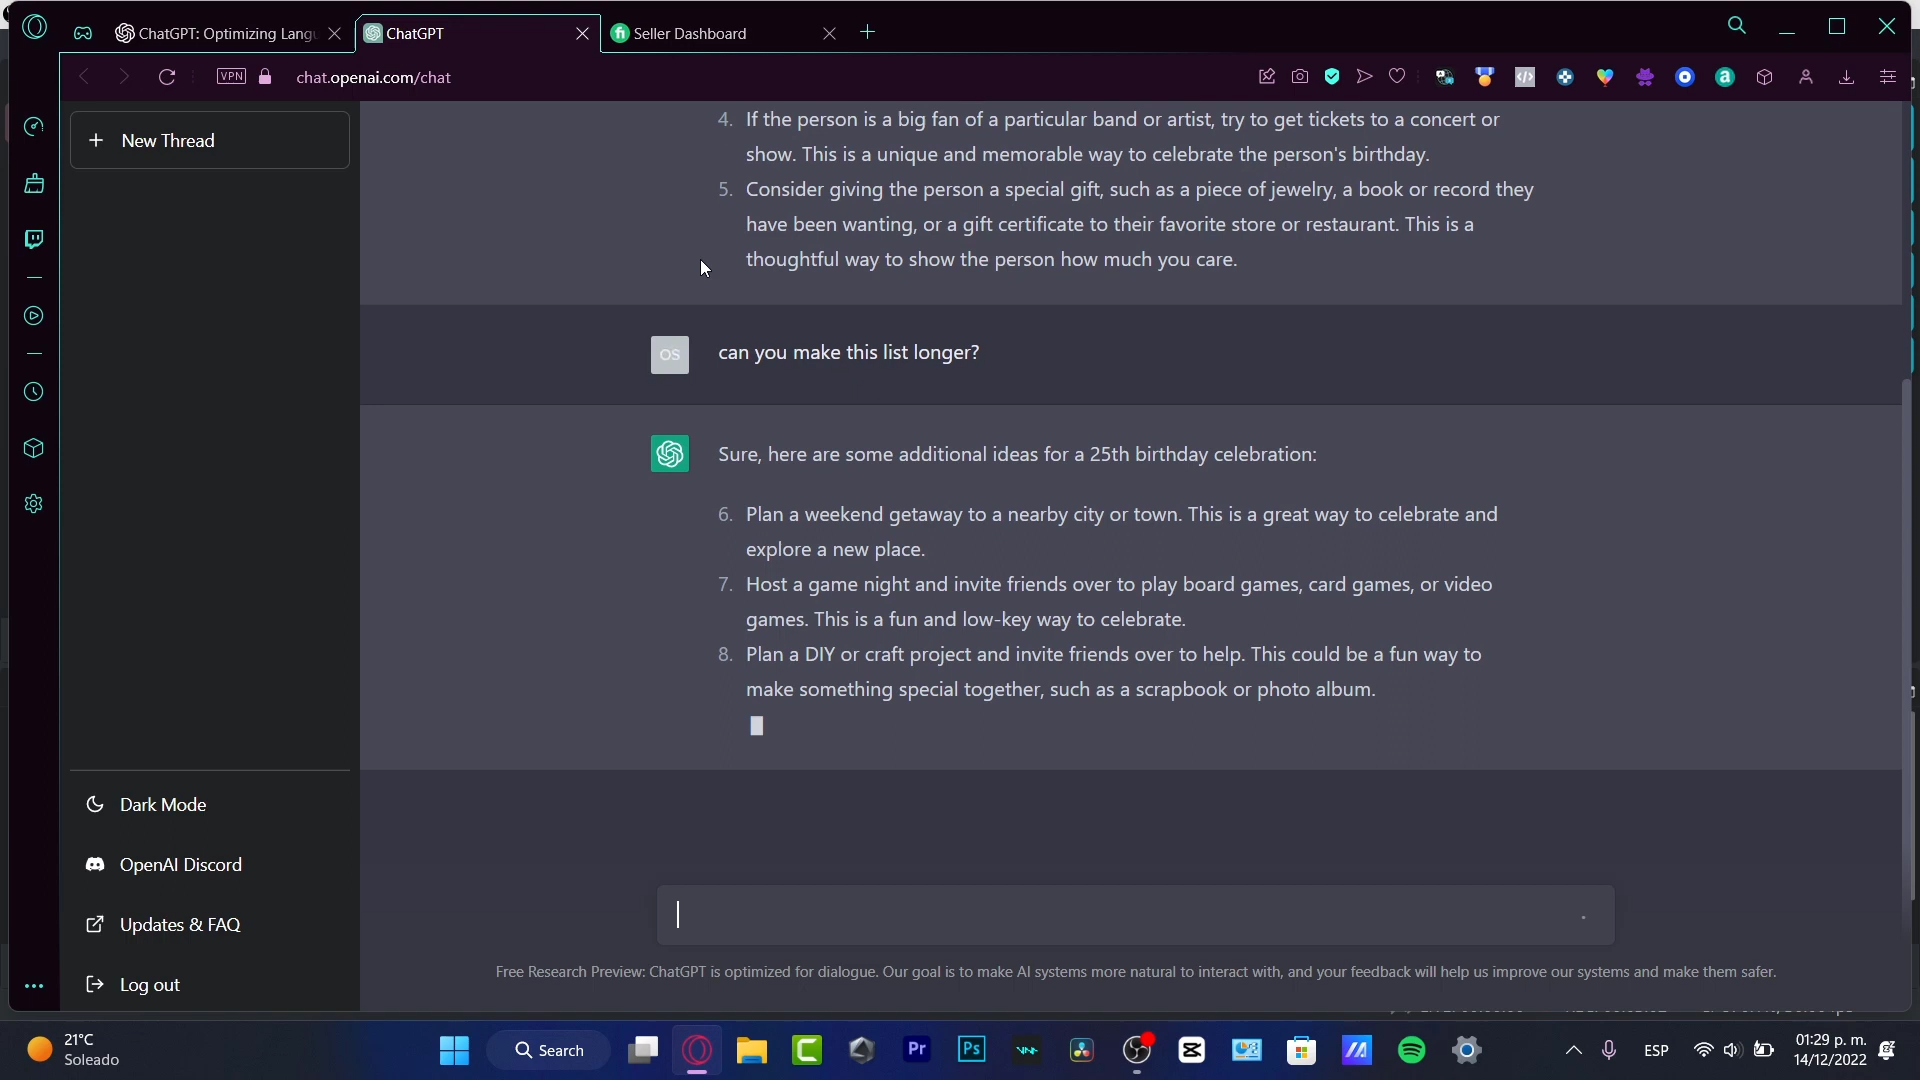 ChatGPT: Optimizing Langu
ChatGPT
Seller Dashboard
VPN
chat.openai.com/chat
New Thread
4. If the person is a big fan of a particular band or artist, try to get tickets to a concert or
show. This is a unique and memorable way to celebrate the person's birthday.
5. Consider giving the person a special gift, such as a piece of jewelry, a book or record they
have been wanting, or a gift certificate to their favorite store or restaurant. This is a
thoughtful way to show the person how much you care.
OS
can you make this list longer?
Sure, here are some additional ideas for a 25th birthday celebration:
6. Plan a weekend getaway to a nearby city or town. This is a great way to celebrate and
explore a new place.
7. Host a game night and invite friends over to play board games, card games, or video
games. This is a fun and low-key way to celebrate.
8. Plan a DIY or craft project and invite friends over to help. This could be a fun way to
make something special together, such as a scrapbook or photo album.
Dark Mode
OpenAI Discord
Updates & FAQ
Log out
Free Research Preview: ChatGPT is optimized for dialogue. Our goal is to make AI systems more natural to interact with, and your feedback will help us improve our systems and make them safer.
21°C
Soleado
Search
Pr
Ps
ESP
01:29 p. m.
14/12/2022